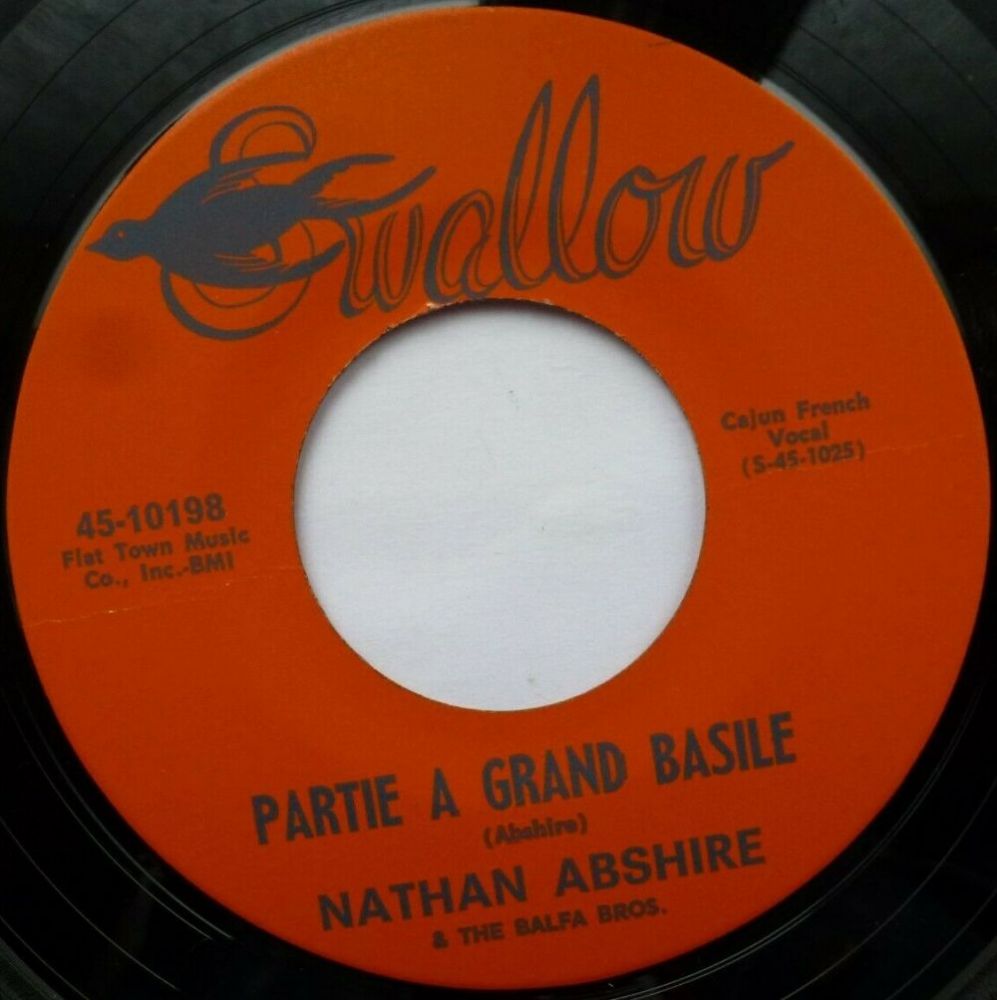 Swallow
Cajun French
Vocal
(S-45-1025)
45-10198
Flat Town Music
Co., Inc.-BMI
PARTIE A GRAND BASILE
(Abshire)
NATHAN ABSHIRE
& THE BALFA BROS.